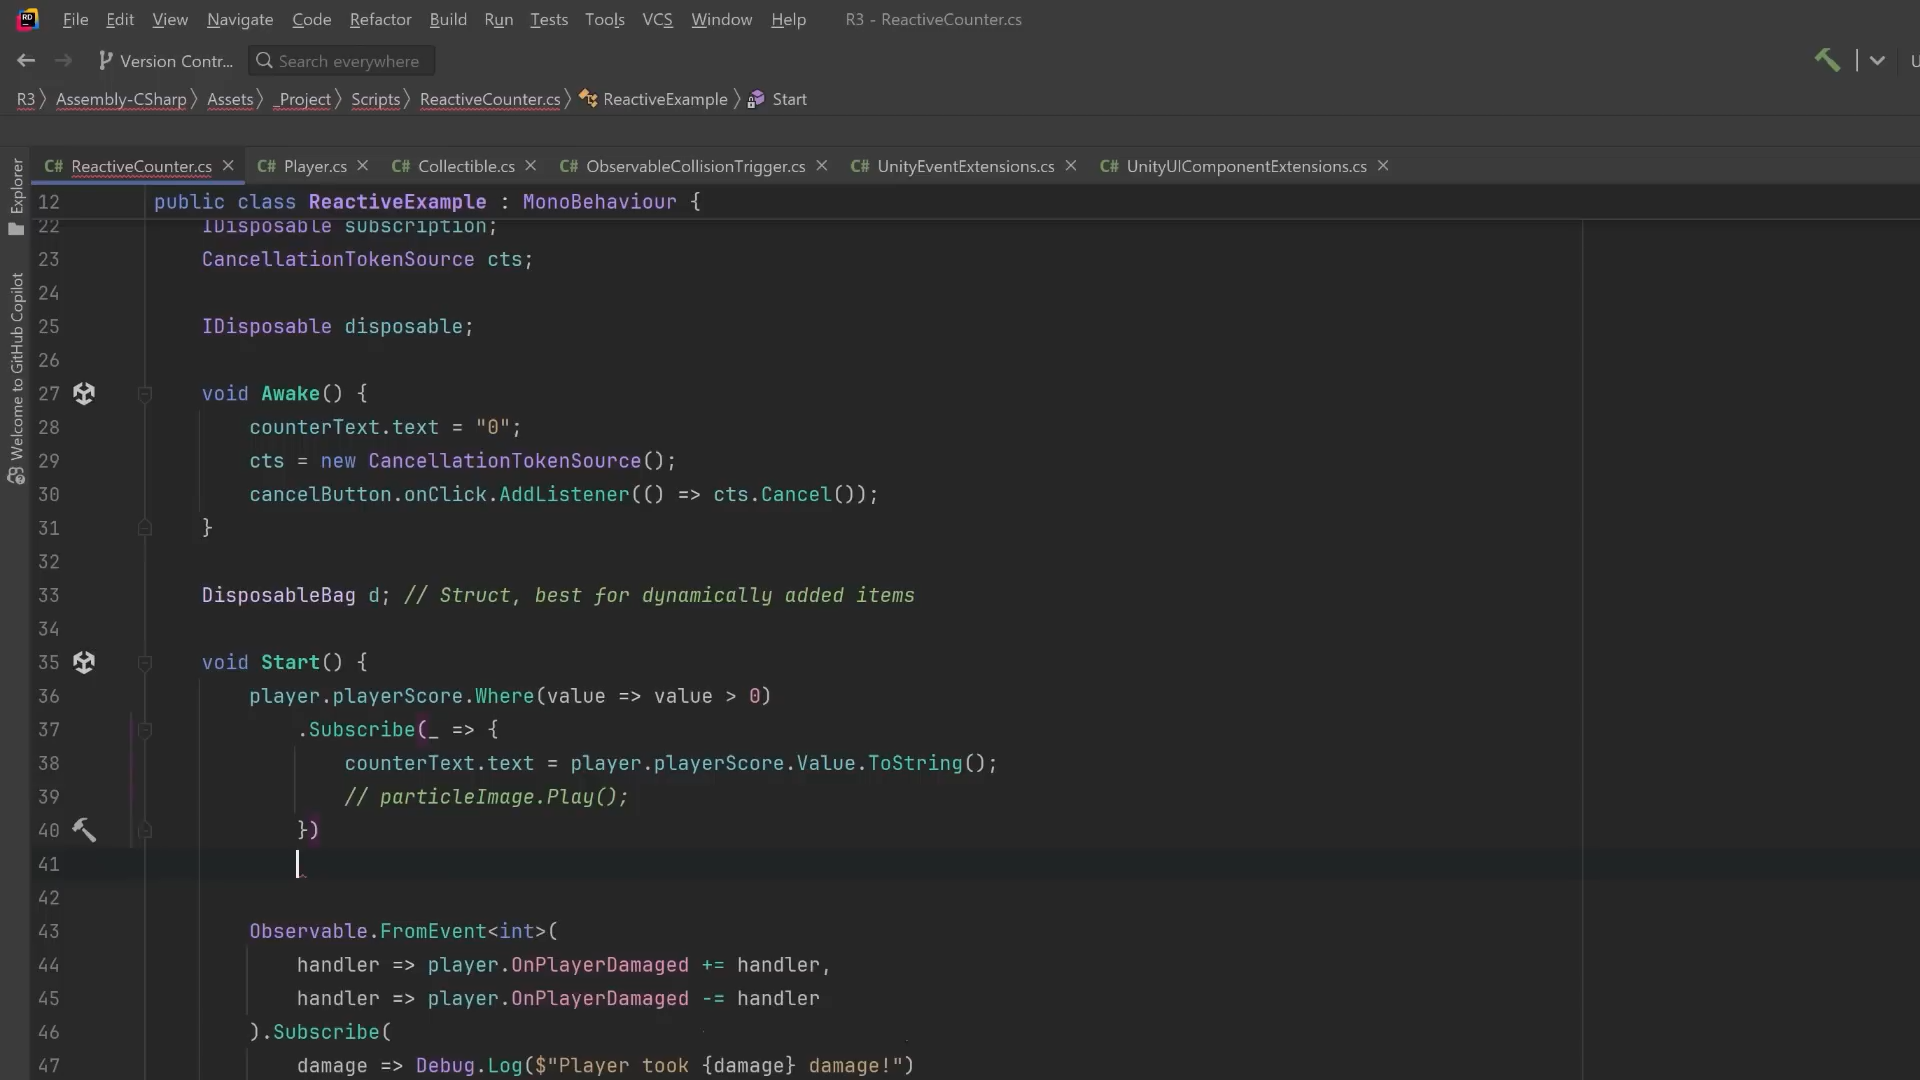 RD File Edit View Navigate Code Refactor Build Run Tests Tools VCS Window Help R3 - ReactiveCounter.cs
Version Contr... Search everywhere U
R3 Assembly-CSharp Assets _Project Scripts ReactiveCounter.cs ReactiveExample Start
C# ReactiveCounter.cs C# Player.cs C# Collectible.cs C# ObservableCollisionTrigger.cs C# UnityEventExtensions.cs C# UnityUIComponentExtensions.cs
Explorer
Welcome to GitHub Copilot
12 public class ReactiveExample : MonoBehaviour {
22 IDisposable subscription;
23 CancellationTokenSource cts;
24
25 IDisposable disposable;
26
27 void Awake() {
28 counterText.text = "0";
29 cts = new CancellationTokenSource();
30 cancelButton.onClick.AddListener(() => cts.Cancel());
31 }
32
33 DisposableBag d; // Struct, best for dynamically added items
34
35 void Start() {
36 player.playerScore.Where(value => value > 0)
37 .Subscribe(_ => {
38 counterText.text = player.playerScore.Value.ToString();
39 // particleImage.Play();
40 })
41
42
43 Observable.FromEvent<int>(
44 handler => player.OnPlayerDamaged += handler,
45 handler => player.OnPlayerDamaged -= handler
46 ).Subscribe(
47 damage => Debug.Log($"Player took {damage} damage!")